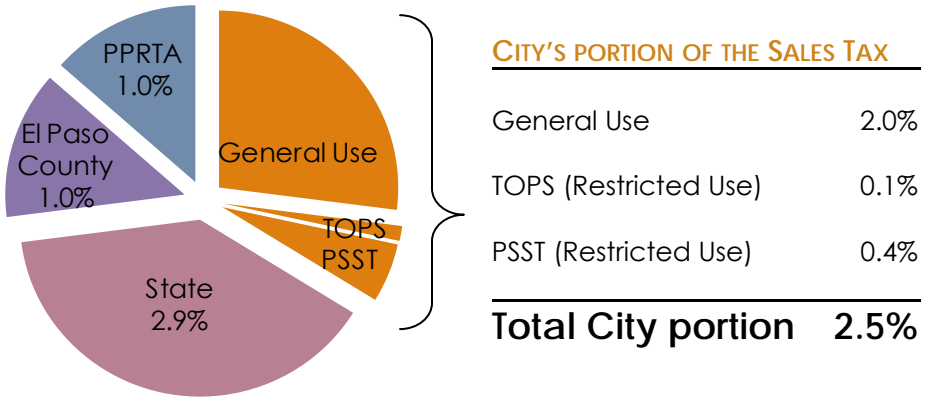 PPRTA
1.0%
El Paso
County
1.0%
General Use
TOPS
PSST
State
2.9%
CITY'S PORTION OF THE SALES TAX
General Use 2.0%
TOPS (Restricted Use) 0.1%
PSST (Restricted Use) 0.4%
Total City portion 2.5%